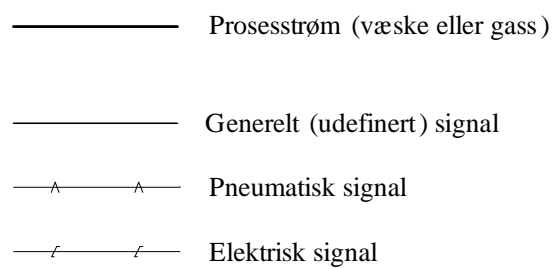 Prosesstrøm (væske eller gass)
Generelt (udefinert) signal
Pneumatisk signal
Elektrisk signal